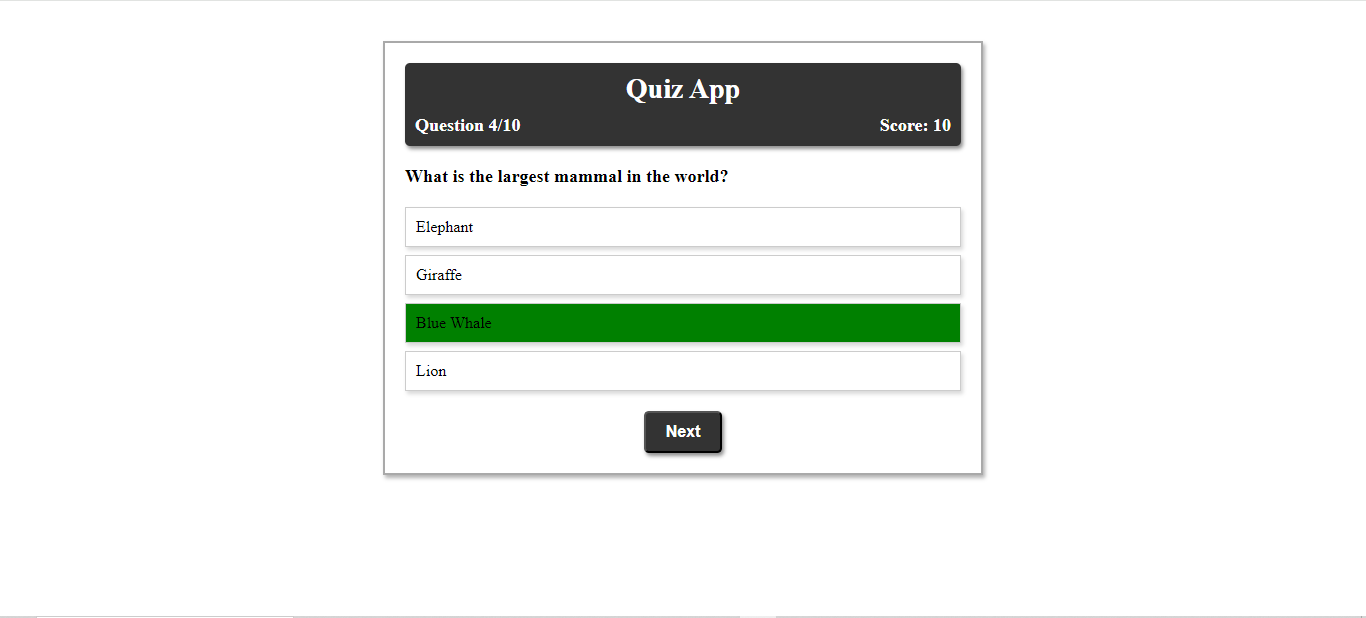 Quiz App
Question 4/10 Score: 10
What is the largest mammal in the world?
Elephant
Giraffe
Blue Whale
Lion
Next